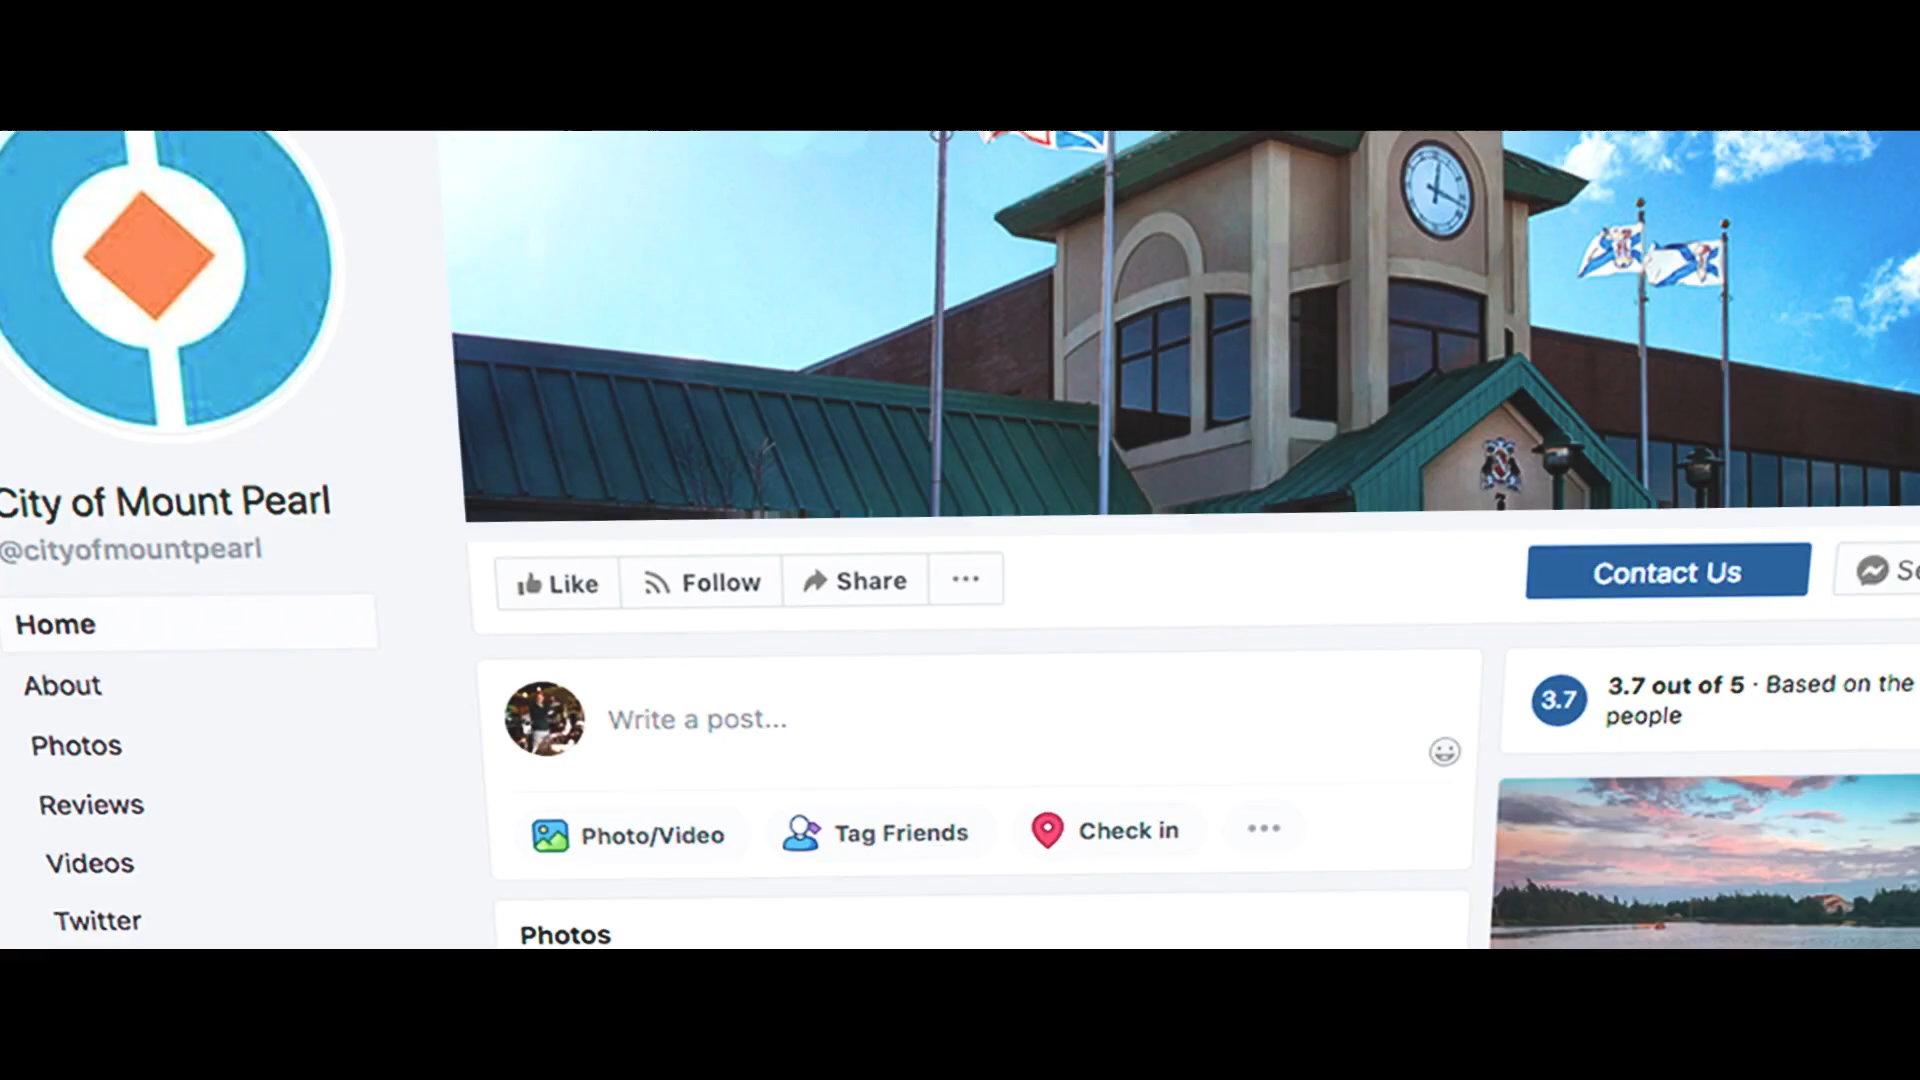 City of Mount Pearl
@cityofmountpearl
Home
About
Photos
Reviews
Videos
Twitter
Like
Follow
Share
Contact Us
Write a post...
Photo/Video
Tag Friends
Check in
Photos
3.7
3.7 out of 5 · Based on the
people